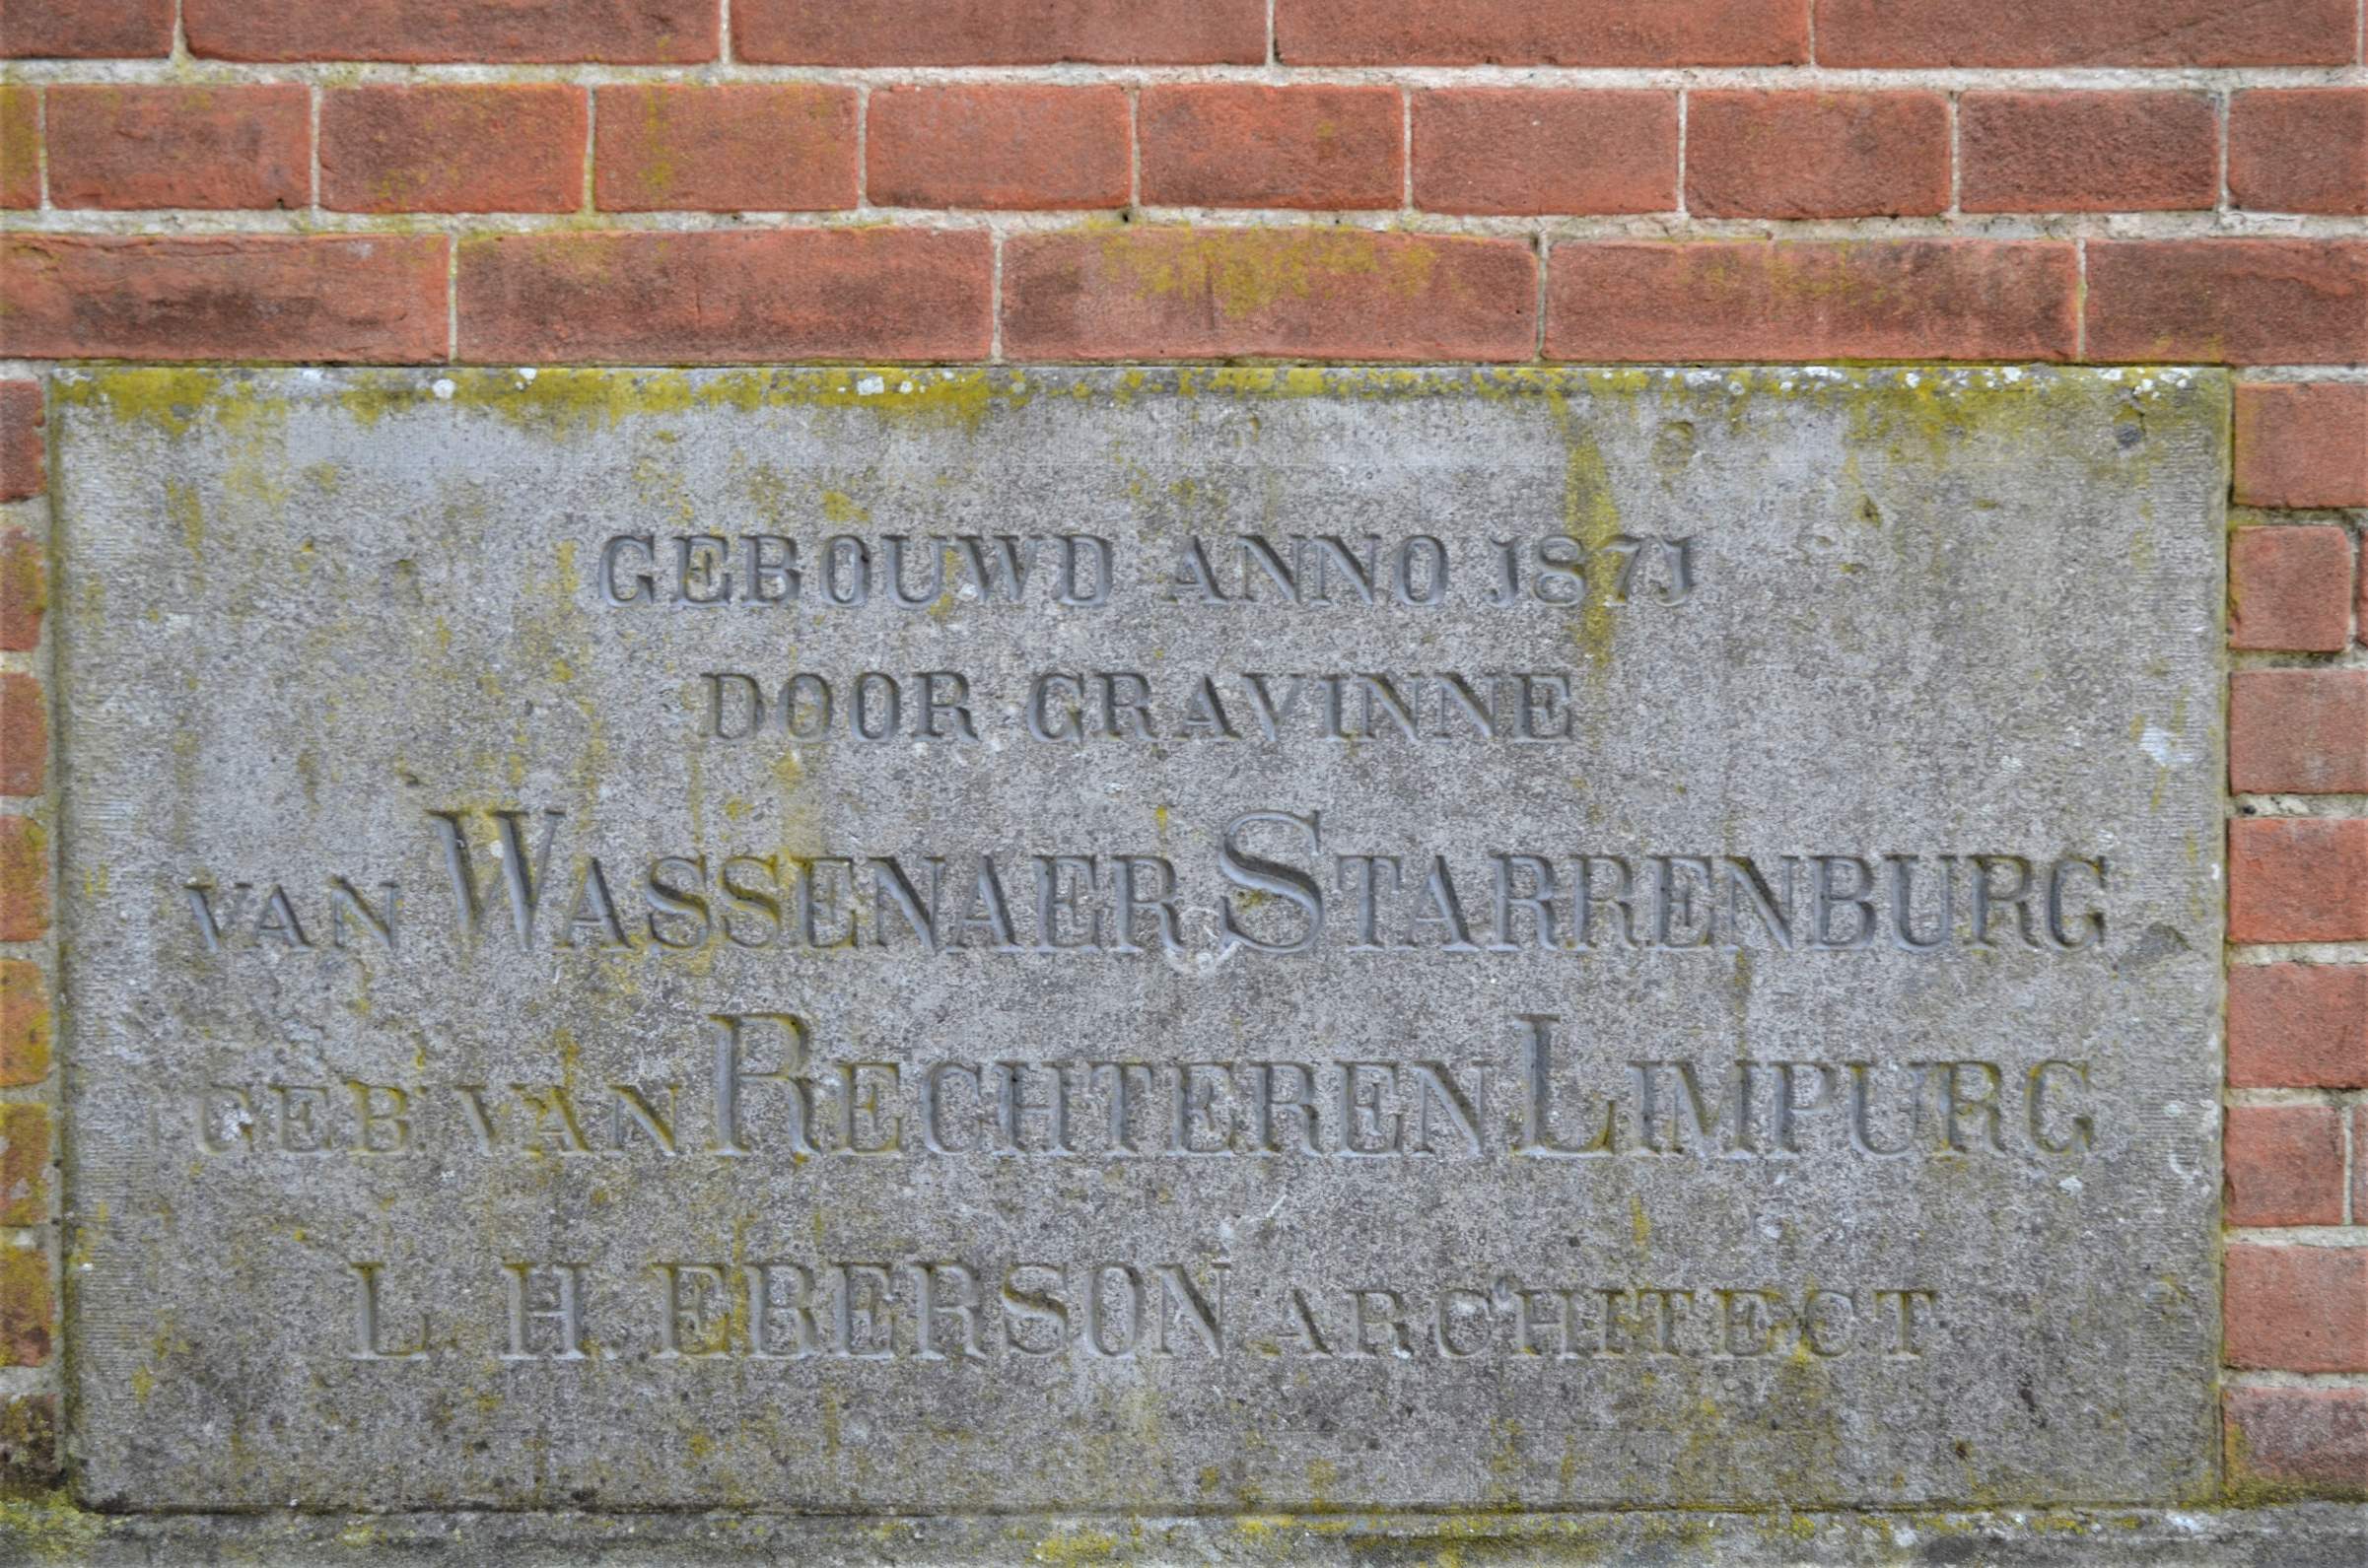 GEBOUWD ANNO 1871
DOOR GRAVINNE
VAN WASSENAER STARRENBURG
GEB VAN RECHTEREN LIMPURG
L. H. EBERSON ARCHITECT